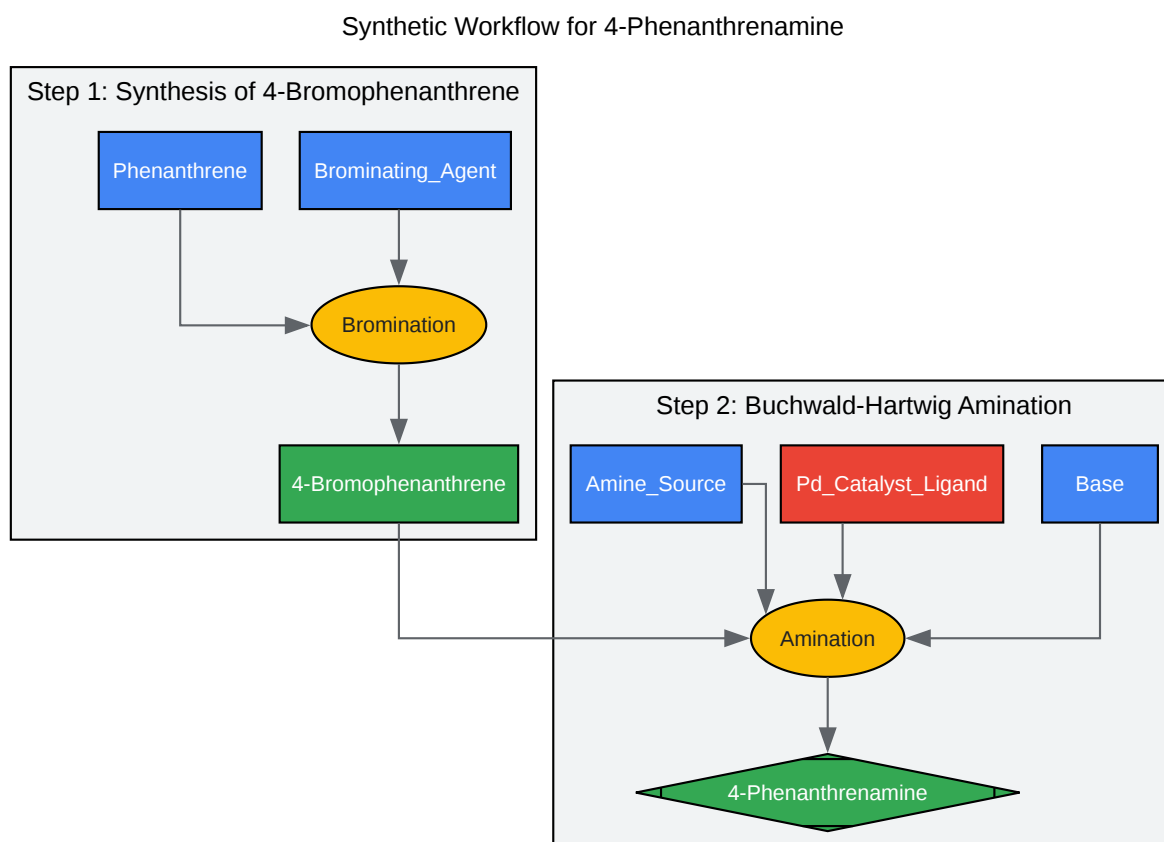 Synthetic Workflow for 4-Phenanthrenamine
Step 1: Synthesis of 4-Bromophenanthrene
Phenanthrene
Brominating_Agent
Bromination
4-Bromophenanthrene
Step 2: Buchwald-Hartwig Amination
Amine_Source
Pd_Catalyst_Ligand
Base
Amination
4-Phenanthrenamine